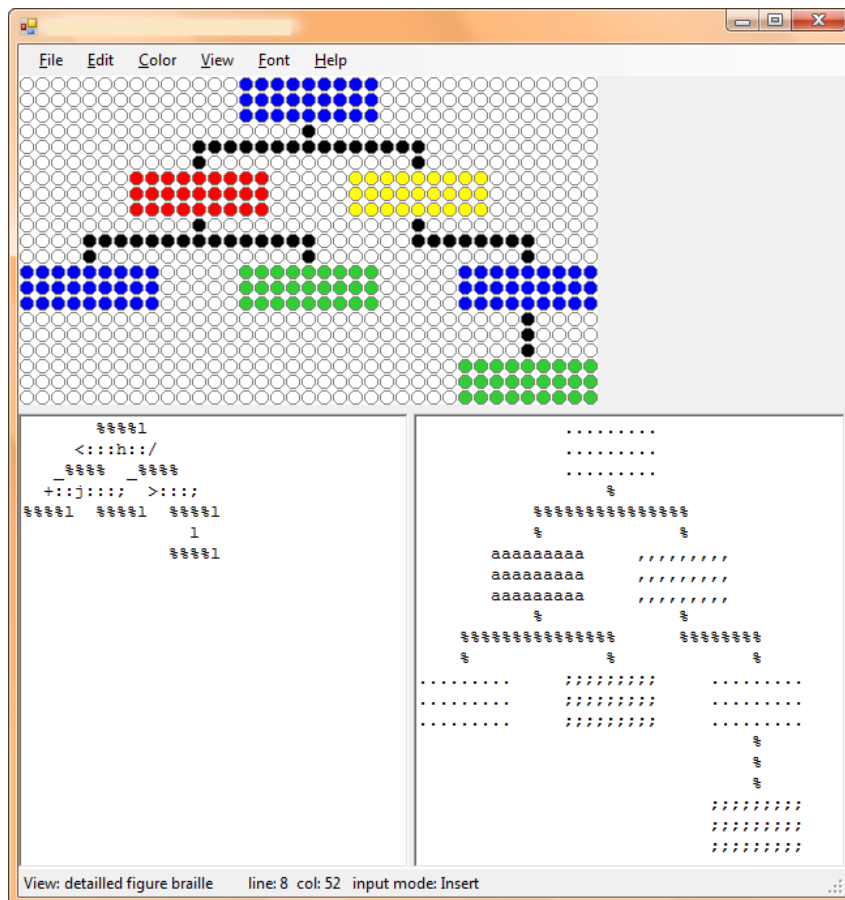 File Edit Color View Font Help
%%%%l
<:::h::/
_%%%% _%%%%
+::j:::; >:::;
%%%%l %%%%l %%%%l
l
%%%%l
.........
.........
.........
%
%%%%%%%%%%%%%%%
% %
aaaaaaaaa ,,,,,,,,,
aaaaaaaaa ,,,,,,,,,
aaaaaaaaa ,,,,,,,,,
% %
%%%%%%%%%%%%%%% %%%%%%%%
% % %
......... ;;;;;;;;; .........
......... ;;;;;;;;; .........
......... ;;;;;;;;; .........
%
%
%
;;;;;;;;;
;;;;;;;;;
;;;;;;;;;
View: detailled figure braille line: 8 col: 52 input mode: Insert